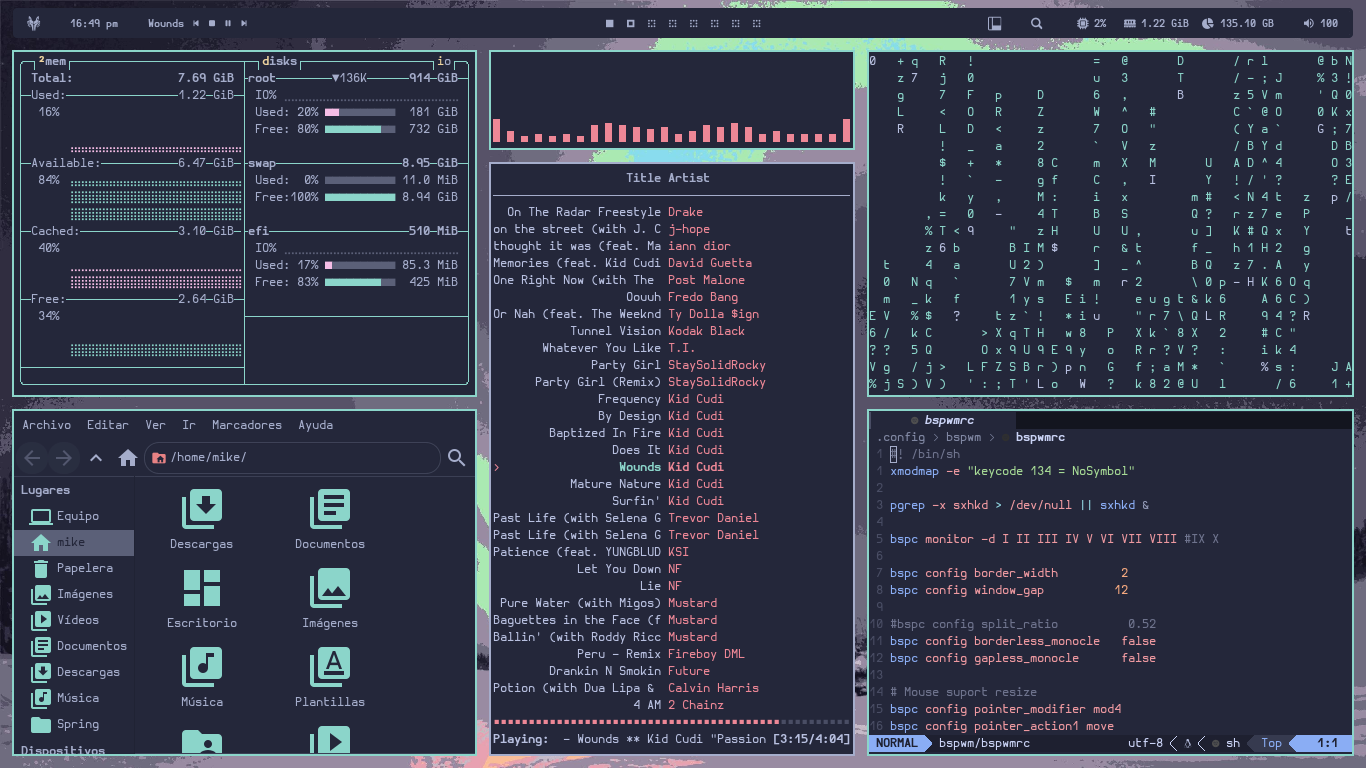 16:49 pm Wounds 2% 1.22 GiB 135.10 GB 100
²mem
Total: 7.69 GiB
Used: 1.22 GiB
16%
Available: 6.47 GiB
84%
Cached: 3.10 GiB
40%
Free: 2.64 GiB
34%
disks io
root ▼136K 914 GiB
IO%
Used: 20% 181 GiB
Free: 80% 732 GiB
swap 8.95 GiB
Used: 0% 11.0 MiB
Free:100% 8.94 GiB
efi 510 MiB
IO%
Used: 17% 85.3 MiB
Free: 83% 425 MiB
Archivo Editar Ver Ir Marcadores Ayuda
/home/mike/
Lugares
Equipo
mike
Papelera
Imágenes
Vídeos
Documentos
Descargas
Música
Spring
Dispositivos
Descargas Documentos
Escritorio Imágenes
Música Plantillas
Title Artist
On The Radar Freestyle Drake
on the street (with J. C j-hope
thought it was (feat. Ma iann dior
Memories (feat. Kid Cudi David Guetta
One Right Now (with The Post Malone
Oouuh Fredo Bang
Or Nah (feat. The Weeknd Ty Dolla $ign
Tunnel Vision Kodak Black
Whatever You Like T.I.
Party Girl StaySolidRocky
Party Girl (Remix) StaySolidRocky
Frequency Kid Cudi
By Design Kid Cudi
Baptized In Fire Kid Cudi
Does It Kid Cudi
> Wounds Kid Cudi
Mature Nature Kid Cudi
Surfin' Kid Cudi
Past Life (with Selena G Trevor Daniel
Past Life (with Selena G Trevor Daniel
Patience (feat. YUNGBLUD KSI
Let You Down NF
Lie NF
Pure Water (with Migos) Mustard
Baguettes in the Face (f Mustard
Ballin' (with Roddy Ricc Mustard
Peru - Remix Fireboy DML
Drankin N Smokin Future
Potion (with Dua Lipa & Calvin Harris
4 AM 2 Chainz
Playing: - Wounds ** Kid Cudi "Passion [3:15/4:04]
bspwmrc
.config > bspwm > bspwmrc
1 #! /bin/sh
1 xmodmap -e "keycode 134 = NoSymbol"
2
3 pgrep -x sxhkd > /dev/null || sxhkd &
4
5 bspc monitor -d I II III IV V VI VII VIII #IX X
6
7 bspc config border_width 2
8 bspc config window_gap 12
9
10 #bspc config split_ratio 0.52
11 bspc config borderless_monocle false
12 bspc config gapless_monocle false
13
14 # Mouse suport resize
15 bspc config pointer_modifier mod4
16 bspc config pointer_action1 move
NORMAL bspwm/bspwmrc utf-8 sh Top 1:1